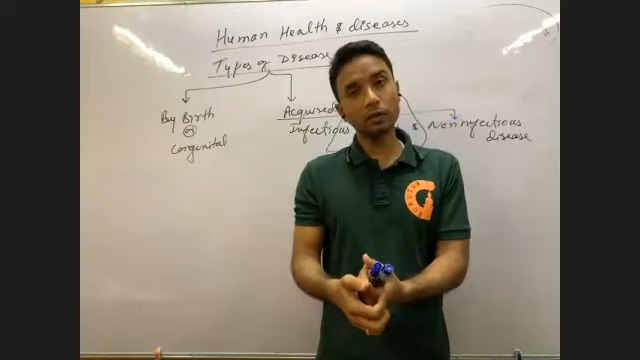 Human Health & diseases
Types of Disease
By Birth
or
Congenital
Acquired
Infectious & Noninfectious
disease